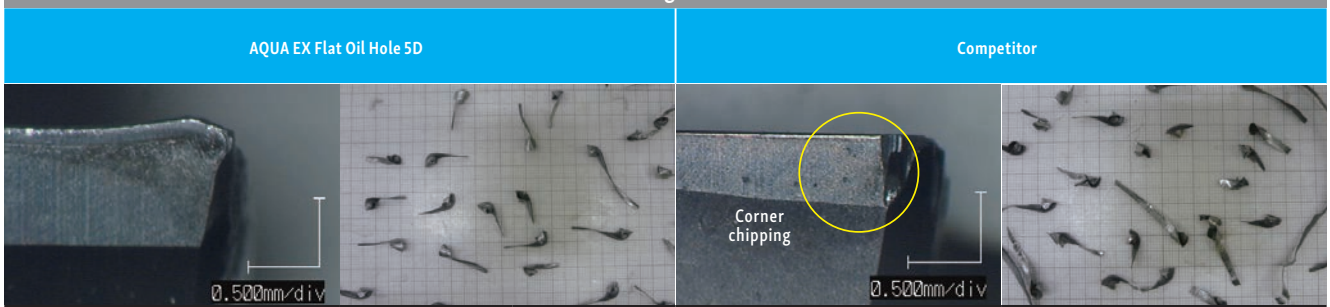 AQUA EX Flat Oil Hole 5D
Competitor
0.500mm/div
Corner
chipping
0.500mm/div